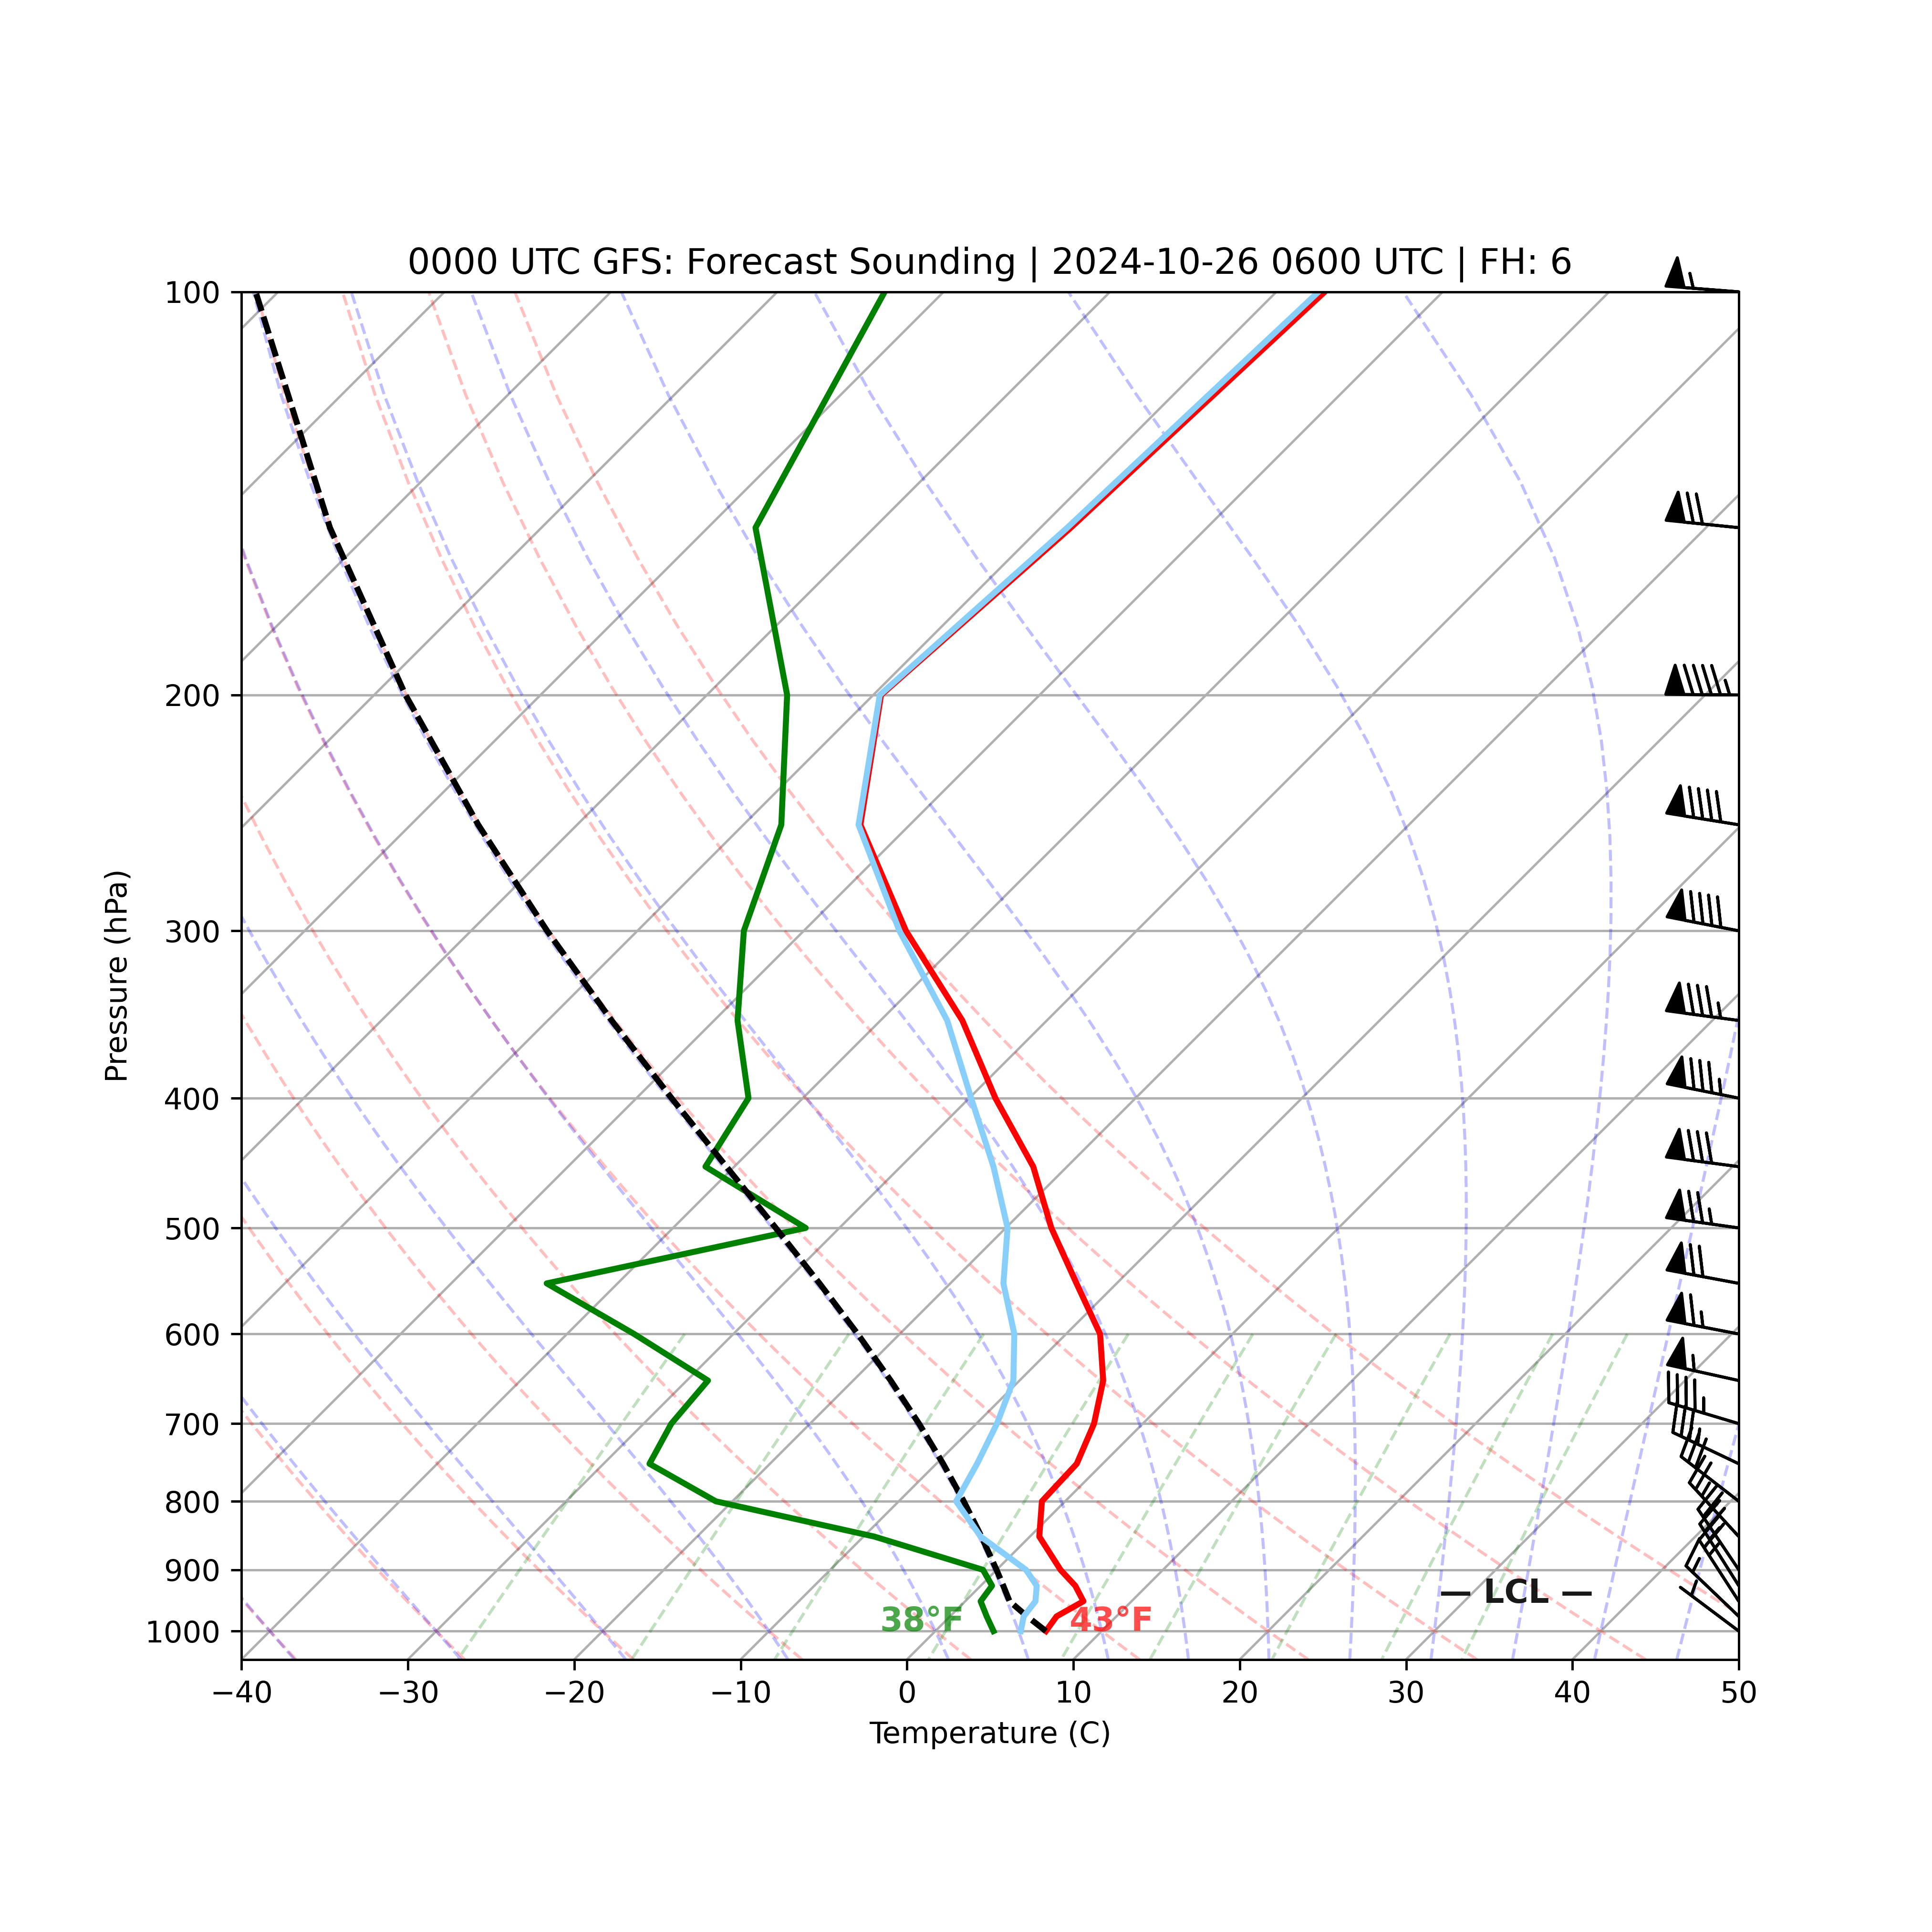 0000 UTC GFS: Forecast Sounding | 2024-10-26 0600 UTC | FH: 6
100
200
300
400
500
600
700
800
900
1000
Pressure (hPa)
— LCL —
38°F
43°F
−40 −30 −20 −10 0 10 20 30 40 50
Temperature (C)